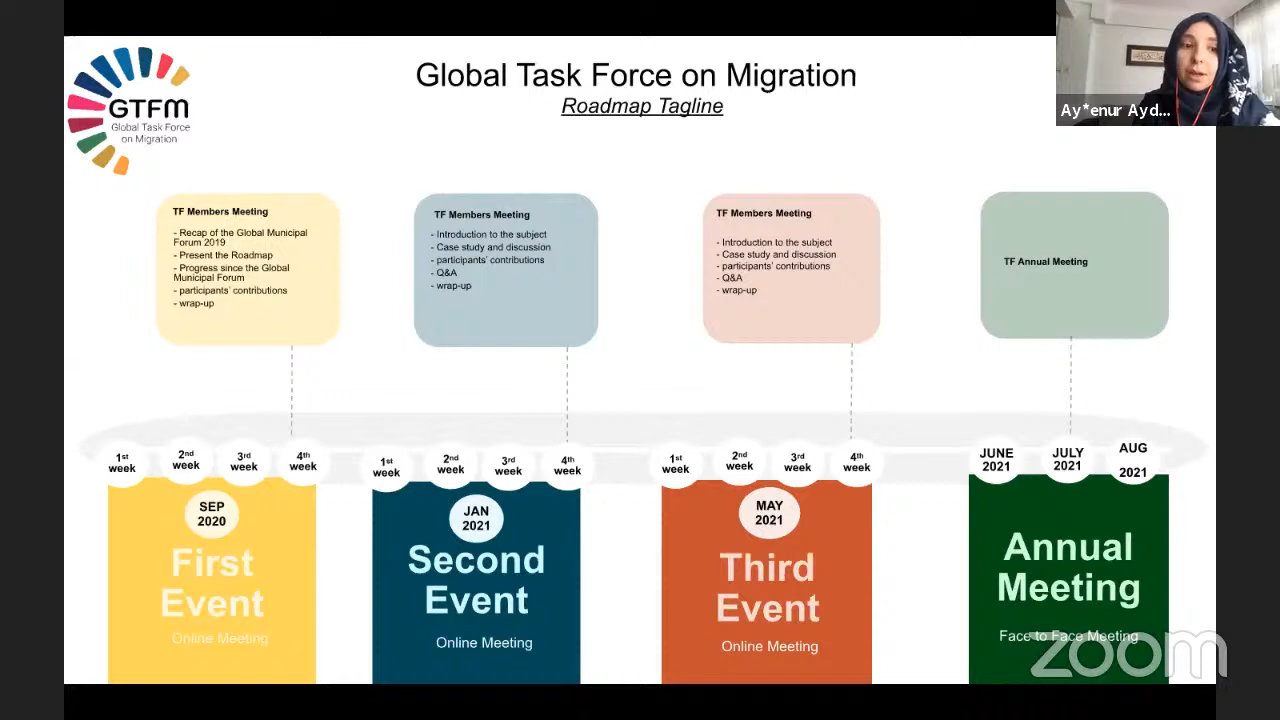 Global Task Force on Migration
Roadmap Tagline
GTFM
Global Task Force
on Migration
Ay*enur Ayd...
TF Members Meeting
- Recap of the Global Municipal
Forum 2019
- Present the Roadmap
- Progress since the Global
Municipal Forum
- participants' contributions
- wrap-up
TF Members Meeting
- Introduction to the subject
- Case study and discussion
- participants' contributions
- Q&A
- wrap-up
TF Members Meeting
- Introduction to the subject
- Case study and discussion
- participants' contributions
- Q&A
- wrap-up
TF Annual Meeting
1st
week
2nd
week
3rd
week
4th
week
SEP
2020
First
Event
Online Meeting
1st
week
2nd
week
3rd
week
4th
week
JAN
2021
Second
Event
Online Meeting
1st
week
2nd
week
3rd
week
4th
week
MAY
2021
Third
Event
Online Meeting
JUNE
2021
JULY
2021
AUG
2021
Annual
Meeting
Face to Face Meeting
zoom